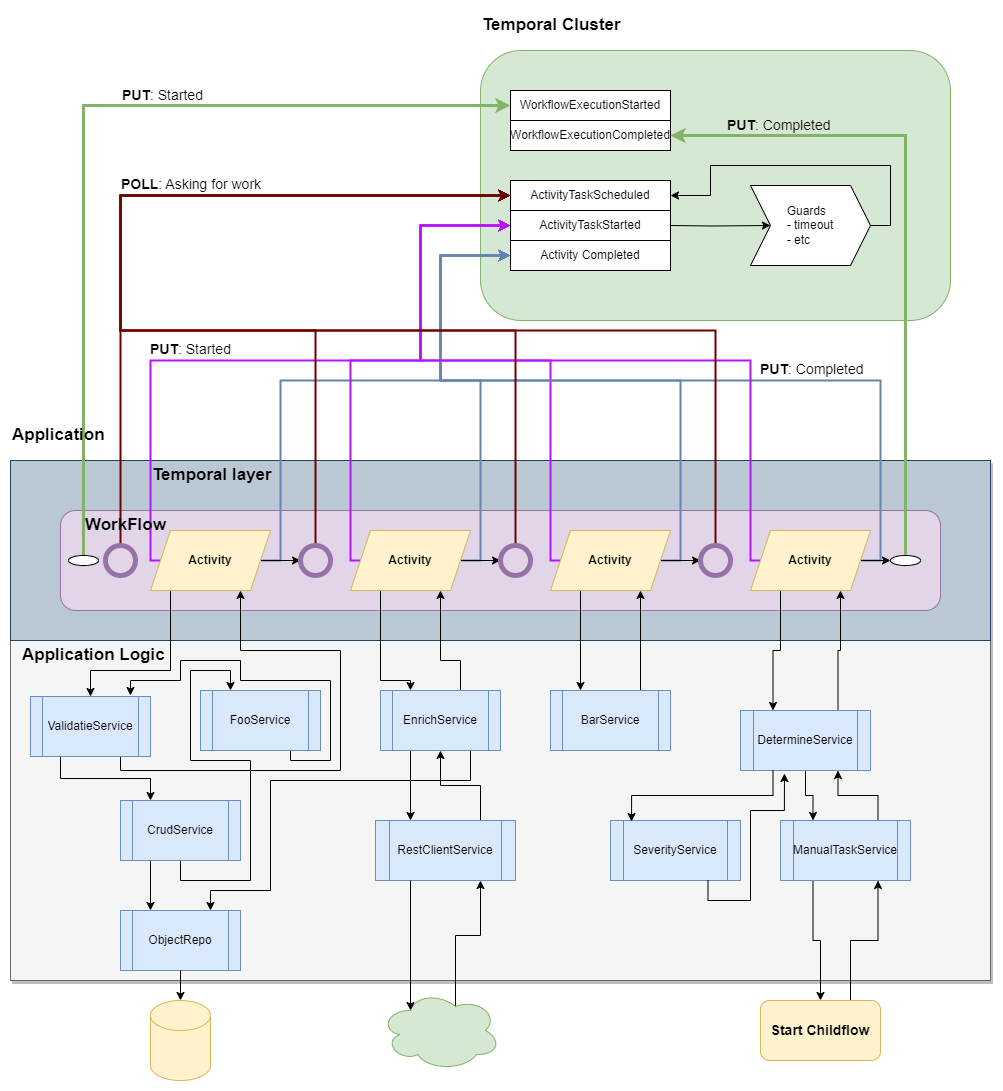 Temporal Cluster
PUT: Started
WorkflowExecutionStarted
WorkflowExecutionCompleted
PUT: Completed
POLL: Asking for work
ActivityTaskScheduled
ActivityTaskStarted
Activity Completed
Guards
- timeout
- etc
PUT: Started
PUT: Completed
Application
Temporal layer
WorkFlow
Activity
Activity
Activity
Activity
Application Logic
ValidatieService
FooService
EnrichService
BarService
DetermineService
CrudService
RestClientService
SeverityService
ManualTaskService
ObjectRepo
Start Childflow